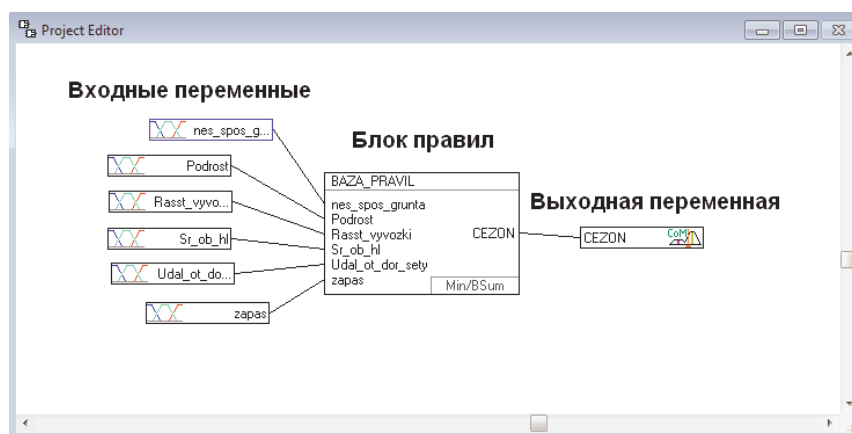 Project Editor
Входные переменные
nes_spos_g...
Podrost
Rasst_vyvo...
Sr_ob_hl
Udal_ot_do...
zapas
Блок правил
BAZA_PRAVIL
nes_spos_grunta
Podrost
Rasst_vyvozki
Sr_ob_hl
Udal_ot_dor_sety
zapas
CEZON
Min/BSum
Выходная переменная
CEZON
CoM